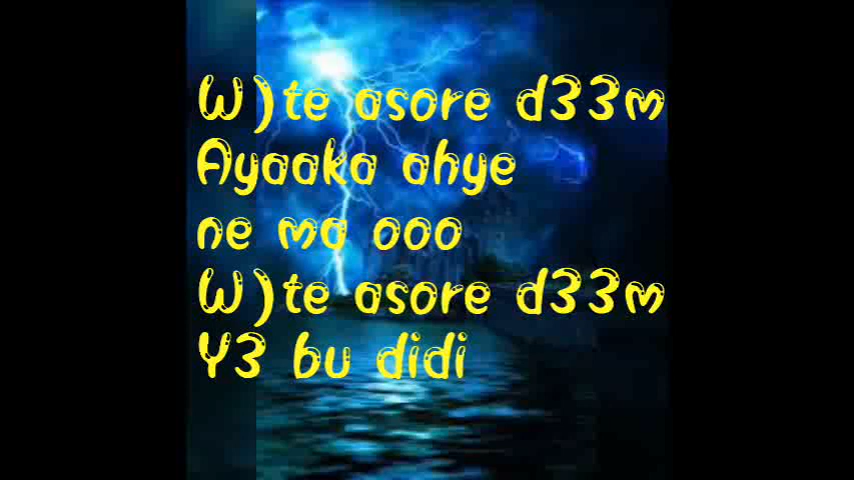 W)te asore d33m
Ayaaka ahye
ne ma ooo
W)te asore d33m
Y3 bu didi